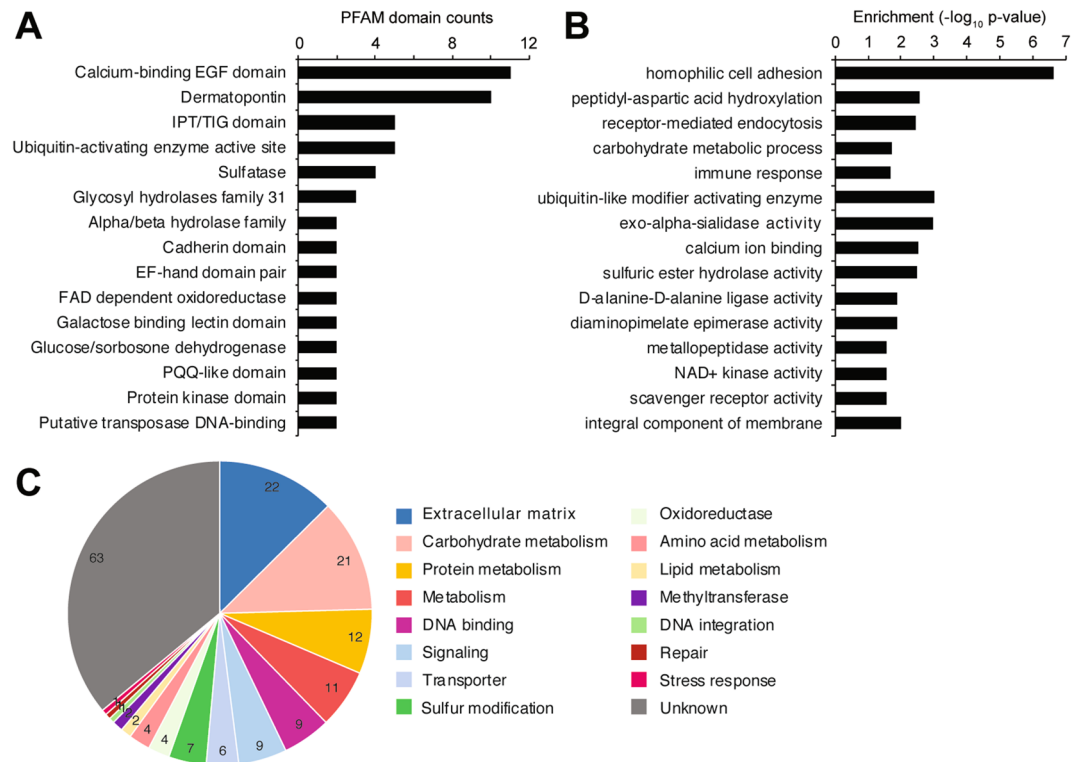 A
PFAM domain counts
0 4 8 10 12
Calcium-binding EGF domain
Dermatopontin
IPT/TIG domain
Ubiquitin-activating enzyme active site
Sulfatase
Glycosyl hydrolases family 31
Alpha/beta hydrolase family
Cadherin domain
EF-hand domain pair
FAD dependent oxidoreductase
Galactose binding lectin domain
Glucose/sorbosone dehydrogenase
PQQ-like domain
Protein kinase domain
Putative transposase DNA-binding
B
Enrichment (-log10 p-value)
0 1 2 3 4 5 6 7
homophilic cell adhesion
peptidyl-aspartic acid hydroxylation
receptor-mediated endocytosis
carbohydrate metabolic process
immune response
ubiquitin-like modifier activating enzyme
exo-alpha-sialidase activity
calcium ion binding
sulfuric ester hydrolase activity
D-alanine-D-alanine ligase activity
diaminopimelate epimerase activity
metallopeptidase activity
NAD+ kinase activity
scavenger receptor activity
integral component of membrane
C
22
21
12
11
9
9
6
7
4
4
2
63
Extracellular matrix
Carbohydrate metabolism
Protein metabolism
Metabolism
DNA binding
Signaling
Transporter
Sulfur modification
Oxidoreductase
Amino acid metabolism
Lipid metabolism
Methyltransferase
DNA integration
Repair
Stress response
Unknown